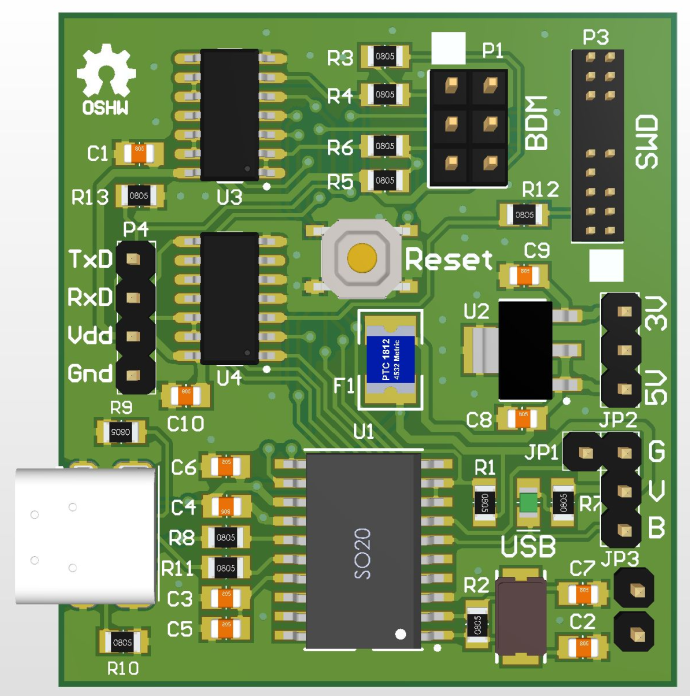 R3
0805
P1
P3
R4
0805
OSHW
BDM
SWD
C1
R6
0805
R5
0805
R13
0805
U3
R12
0805
P4
TxD
Reset
C9
RxD
U2
3V
Vdd
PTC 1812
4532 Metric
Gnd
U4
F1
5V
R9
C10
C8
JP2
0805
U1
JP1
G
C6
R1
C4
0805
R7
0805
V
R8
0805
B
SO20
USB
R11
0805
JP3
C3
R2
C7
0805
C5
C2
0805
R10